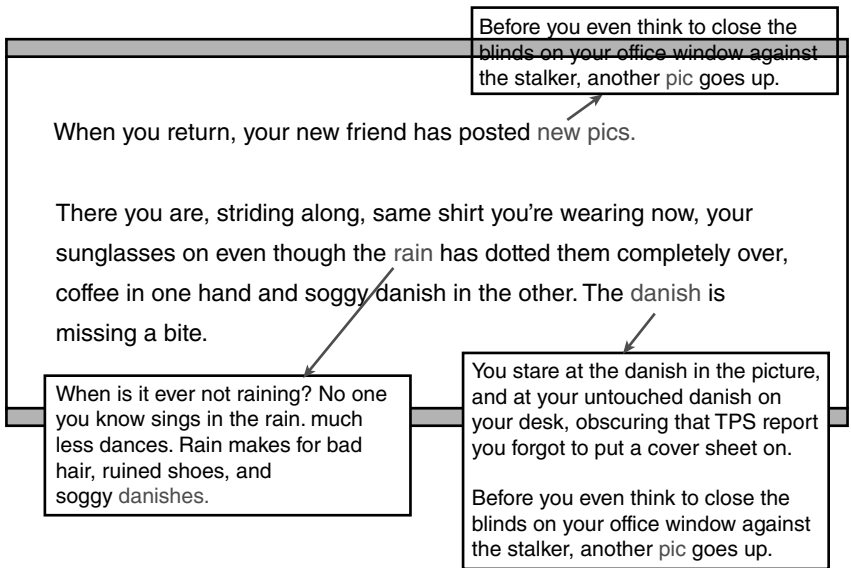 Before you even think to close the
blinds on your office window against
the stalker, another pic goes up.
When you return, your new friend has posted new pics.
There you are, striding along, same shirt you’re wearing now, your
sunglasses on even though the rain has dotted them completely over,
coffee in one hand and soggy danish in the other. The danish is
missing a bite.
When is it ever not raining? No one
you know sings in the rain. much
less dances. Rain makes for bad
hair, ruined shoes, and
soggy danishes.
You stare at the danish in the picture,
and at your untouched danish on
your desk, obscuring that TPS report
you forgot to put a cover sheet on.
Before you even think to close the
blinds on your office window against
the stalker, another pic goes up.